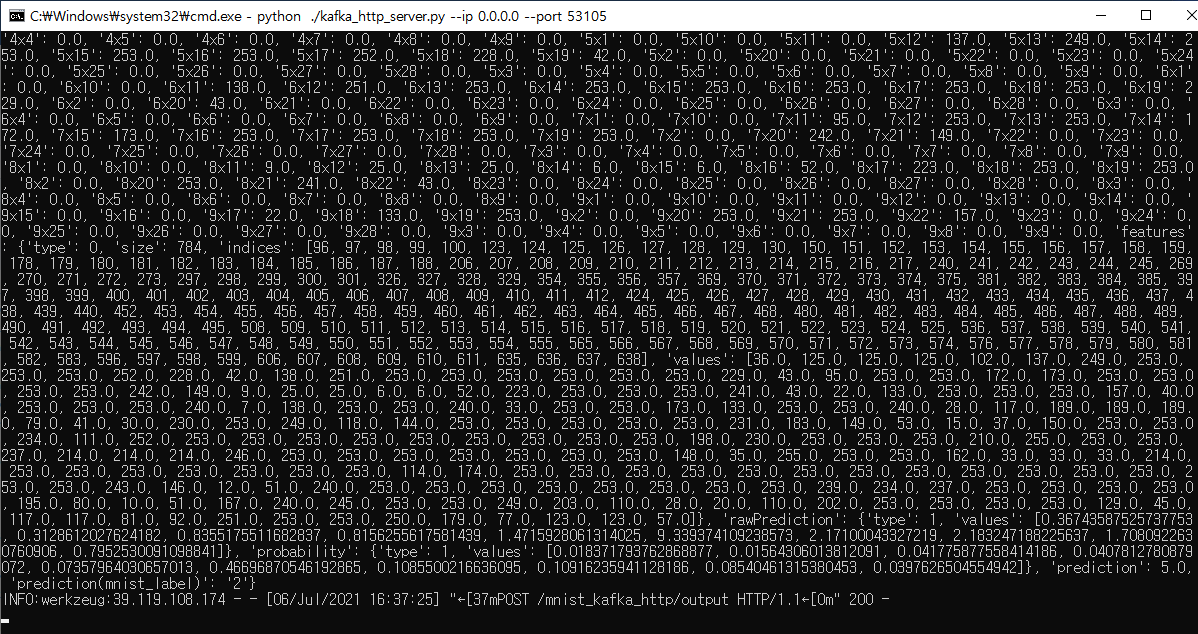 C:₩Windows₩system32₩cmd.exe - python  ./kafka_http_server.py --ip 0.0.0.0 --port 53105
'4x4': 0.0, '4x5': 0.0, '4x6': 0.0, '4x7': 0.0, '4x8': 0.0, '4x9': 0.0, '5x1': 0.0, '5x10': 0.0, '5x11': 0.0, '5x12': 137.0, '5x13': 249.0, '5x14': 2
53.0, '5x15': 253.0, '5x16': 253.0, '5x17': 252.0, '5x18': 228.0, '5x19': 42.0, '5x2': 0.0, '5x20': 0.0, '5x21': 0.0, '5x22': 0.0, '5x23': 0.0, '5x24
': 0.0, '5x25': 0.0, '5x26': 0.0, '5x27': 0.0, '5x28': 0.0, '5x3': 0.0, '5x4': 0.0, '5x5': 0.0, '5x6': 0.0, '5x7': 0.0, '5x8': 0.0, '5x9': 0.0, '6x1'
: 0.0, '6x10': 0.0, '6x11': 138.0, '6x12': 251.0, '6x13': 253.0, '6x14': 253.0, '6x15': 253.0, '6x16': 253.0, '6x17': 253.0, '6x18': 253.0, '6x19': 2
29.0, '6x2': 0.0, '6x20': 43.0, '6x21': 0.0, '6x22': 0.0, '6x23': 0.0, '6x24': 0.0, '6x25': 0.0, '6x26': 0.0, '6x27': 0.0, '6x28': 0.0, '6x3': 0.0, '
6x4': 0.0, '6x5': 0.0, '6x6': 0.0, '6x7': 0.0, '6x8': 0.0, '6x9': 0.0, '7x1': 0.0, '7x10': 0.0, '7x11': 95.0, '7x12': 253.0, '7x13': 253.0, '7x14': 1
72.0, '7x15': 173.0, '7x16': 253.0, '7x17': 253.0, '7x18': 253.0, '7x19': 253.0, '7x2': 0.0, '7x20': 242.0, '7x21': 149.0, '7x22': 0.0, '7x23': 0.0,
'7x24': 0.0, '7x25': 0.0, '7x26': 0.0, '7x27': 0.0, '7x28': 0.0, '7x3': 0.0, '7x4': 0.0, '7x5': 0.0, '7x6': 0.0, '7x7': 0.0, '7x8': 0.0, '7x9': 0.0,
'8x1': 0.0, '8x10': 0.0, '8x11': 9.0, '8x12': 25.0, '8x13': 25.0, '8x14': 6.0, '8x15': 6.0, '8x16': 52.0, '8x17': 223.0, '8x18': 253.0, '8x19': 253.0
, '8x2': 0.0, '8x20': 253.0, '8x21': 241.0, '8x22': 43.0, '8x23': 0.0, '8x24': 0.0, '8x25': 0.0, '8x26': 0.0, '8x27': 0.0, '8x28': 0.0, '8x3': 0.0, '
8x4': 0.0, '8x5': 0.0, '8x6': 0.0, '8x7': 0.0, '8x8': 0.0, '8x9': 0.0, '9x1': 0.0, '9x10': 0.0, '9x11': 0.0, '9x12': 0.0, '9x13': 0.0, '9x14': 0.0, '
9x15': 0.0, '9x16': 0.0, '9x17': 22.0, '9x18': 133.0, '9x19': 253.0, '9x2': 0.0, '9x20': 253.0, '9x21': 253.0, '9x22': 157.0, '9x23': 0.0, '9x24': 0.
0, '9x25': 0.0, '9x26': 0.0, '9x27': 0.0, '9x28': 0.0, '9x3': 0.0, '9x4': 0.0, '9x5': 0.0, '9x6': 0.0, '9x7': 0.0, '9x8': 0.0, '9x9': 0.0, 'features'
: {'type': 0, 'size': 784, 'indices': [96, 97, 98, 99, 100, 123, 124, 125, 126, 127, 128, 129, 130, 150, 151, 152, 153, 154, 155, 156, 157, 158, 159,
178, 179, 180, 181, 182, 183, 184, 185, 186, 187, 188, 206, 207, 208, 209, 210, 211, 212, 213, 214, 215, 216, 217, 240, 241, 242, 243, 244, 245, 269
, 270, 271, 272, 273, 297, 298, 299, 300, 301, 326, 327, 328, 329, 354, 355, 356, 357, 369, 370, 371, 372, 373, 374, 375, 381, 382, 383, 384, 385, 39
7, 398, 399, 400, 401, 402, 403, 404, 405, 406, 407, 408, 409, 410, 411, 412, 424, 425, 426, 427, 428, 429, 430, 431, 432, 433, 434, 435, 436, 437, 4
38, 439, 440, 452, 453, 454, 455, 456, 457, 458, 459, 460, 461, 462, 463, 464, 465, 466, 467, 468, 480, 481, 482, 483, 484, 485, 486, 487, 488, 489,
490, 491, 492, 493, 494, 495, 508, 509, 510, 511, 512, 513, 514, 515, 516, 517, 518, 519, 520, 521, 522, 523, 524, 525, 536, 537, 538, 539, 540, 541,
542, 543, 544, 545, 546, 547, 548, 549, 550, 551, 552, 553, 564, 565, 566, 567, 568, 569, 570, 571, 572, 573, 574, 575, 576, 577, 578, 579, 580, 581
, 582, 583, 596, 597, 598, 599, 606, 607, 608, 609, 610, 611, 635, 636, 637, 638], 'values': [36.0, 125.0, 125.0, 125.0, 102.0, 137.0, 249.0, 253.0,
253.0, 253.0, 252.0, 228.0, 42.0, 138.0, 251.0, 253.0, 253.0, 253.0, 253.0, 253.0, 253.0, 229.0, 43.0, 95.0, 253.0, 253.0, 172.0, 173.0, 253.0, 253.0
, 253.0, 253.0, 242.0, 149.0, 9.0, 25.0, 25.0, 6.0, 6.0, 52.0, 223.0, 253.0, 253.0, 253.0, 241.0, 43.0, 22.0, 133.0, 253.0, 253.0, 253.0, 157.0, 40.0
, 253.0, 253.0, 253.0, 240.0, 7.0, 138.0, 253.0, 253.0, 240.0, 33.0, 253.0, 253.0, 173.0, 133.0, 253.0, 253.0, 240.0, 28.0, 117.0, 189.0, 189.0, 189.
0, 79.0, 41.0, 30.0, 230.0, 253.0, 249.0, 118.0, 144.0, 253.0, 253.0, 253.0, 253.0, 253.0, 231.0, 183.0, 149.0, 53.0, 15.0, 37.0, 150.0, 253.0, 253.0
, 234.0, 111.0, 252.0, 253.0, 253.0, 253.0, 253.0, 253.0, 253.0, 253.0, 253.0, 198.0, 230.0, 253.0, 253.0, 253.0, 210.0, 255.0, 253.0, 253.0, 253.0,
237.0, 214.0, 214.0, 214.0, 246.0, 253.0, 253.0, 253.0, 253.0, 253.0, 253.0, 148.0, 35.0, 255.0, 253.0, 253.0, 162.0, 33.0, 33.0, 33.0, 214.0
, 253.0, 253.0, 253.0, 253.0, 253.0, 253.0, 114.0, 174.0, 253.0, 253.0, 253.0, 253.0, 253.0, 253.0, 253.0, 253.0, 253.0, 253.0, 2
53.0, 253.0, 243.0, 146.0, 12.0, 51.0, 240.0, 253.0, 253.0, 253.0, 253.0, 253.0, 253.0, 239.0, 234.0, 237.0, 253.0, 253.0, 253.0, 253.0, 253.0
, 195.0, 80.0, 10.0, 51.0, 167.0, 240.0, 245.0, 253.0, 253.0, 249.0, 203.0, 110.0, 28.0, 20.0, 110.0, 202.0, 253.0, 253.0, 253.0, 129.0, 45.0,
117.0, 117.0, 81.0, 92.0, 251.0, 253.0, 253.0, 250.0, 179.0, 77.0, 123.0, 123.0, 57.0]}, 'rawPrediction': {'type': 1, 'values': [0.36743587525737753
, 0.3128612027624182, 0.8355175511682837, 0.8156255617581439, 1.4715928061314025, 9.339374109238573, 2.17100043327219, 2.183247188225637, 1.708092263
0760906, 0.7952530091098841]}, 'probability': {'type': 1, 'values': [0.018371793762868877, 0.01564306013812091, 0.04177587758414186, 0.0407812780879
072, 0.07357964030657013, 0.46696870546192865, 0.1085500216636095, 0.10916235941128186, 0.08540461315380453, 0.0397626504554942]}, 'prediction': 5.0,
'prediction(mnist_label)': '2'}
INFO:werkzeug:39.119.108.174 - - [06/Jul/2021 16:37:25] "←[37mPOST /mnist_kafka_http/output HTTP/1.1←[0m" 200 -